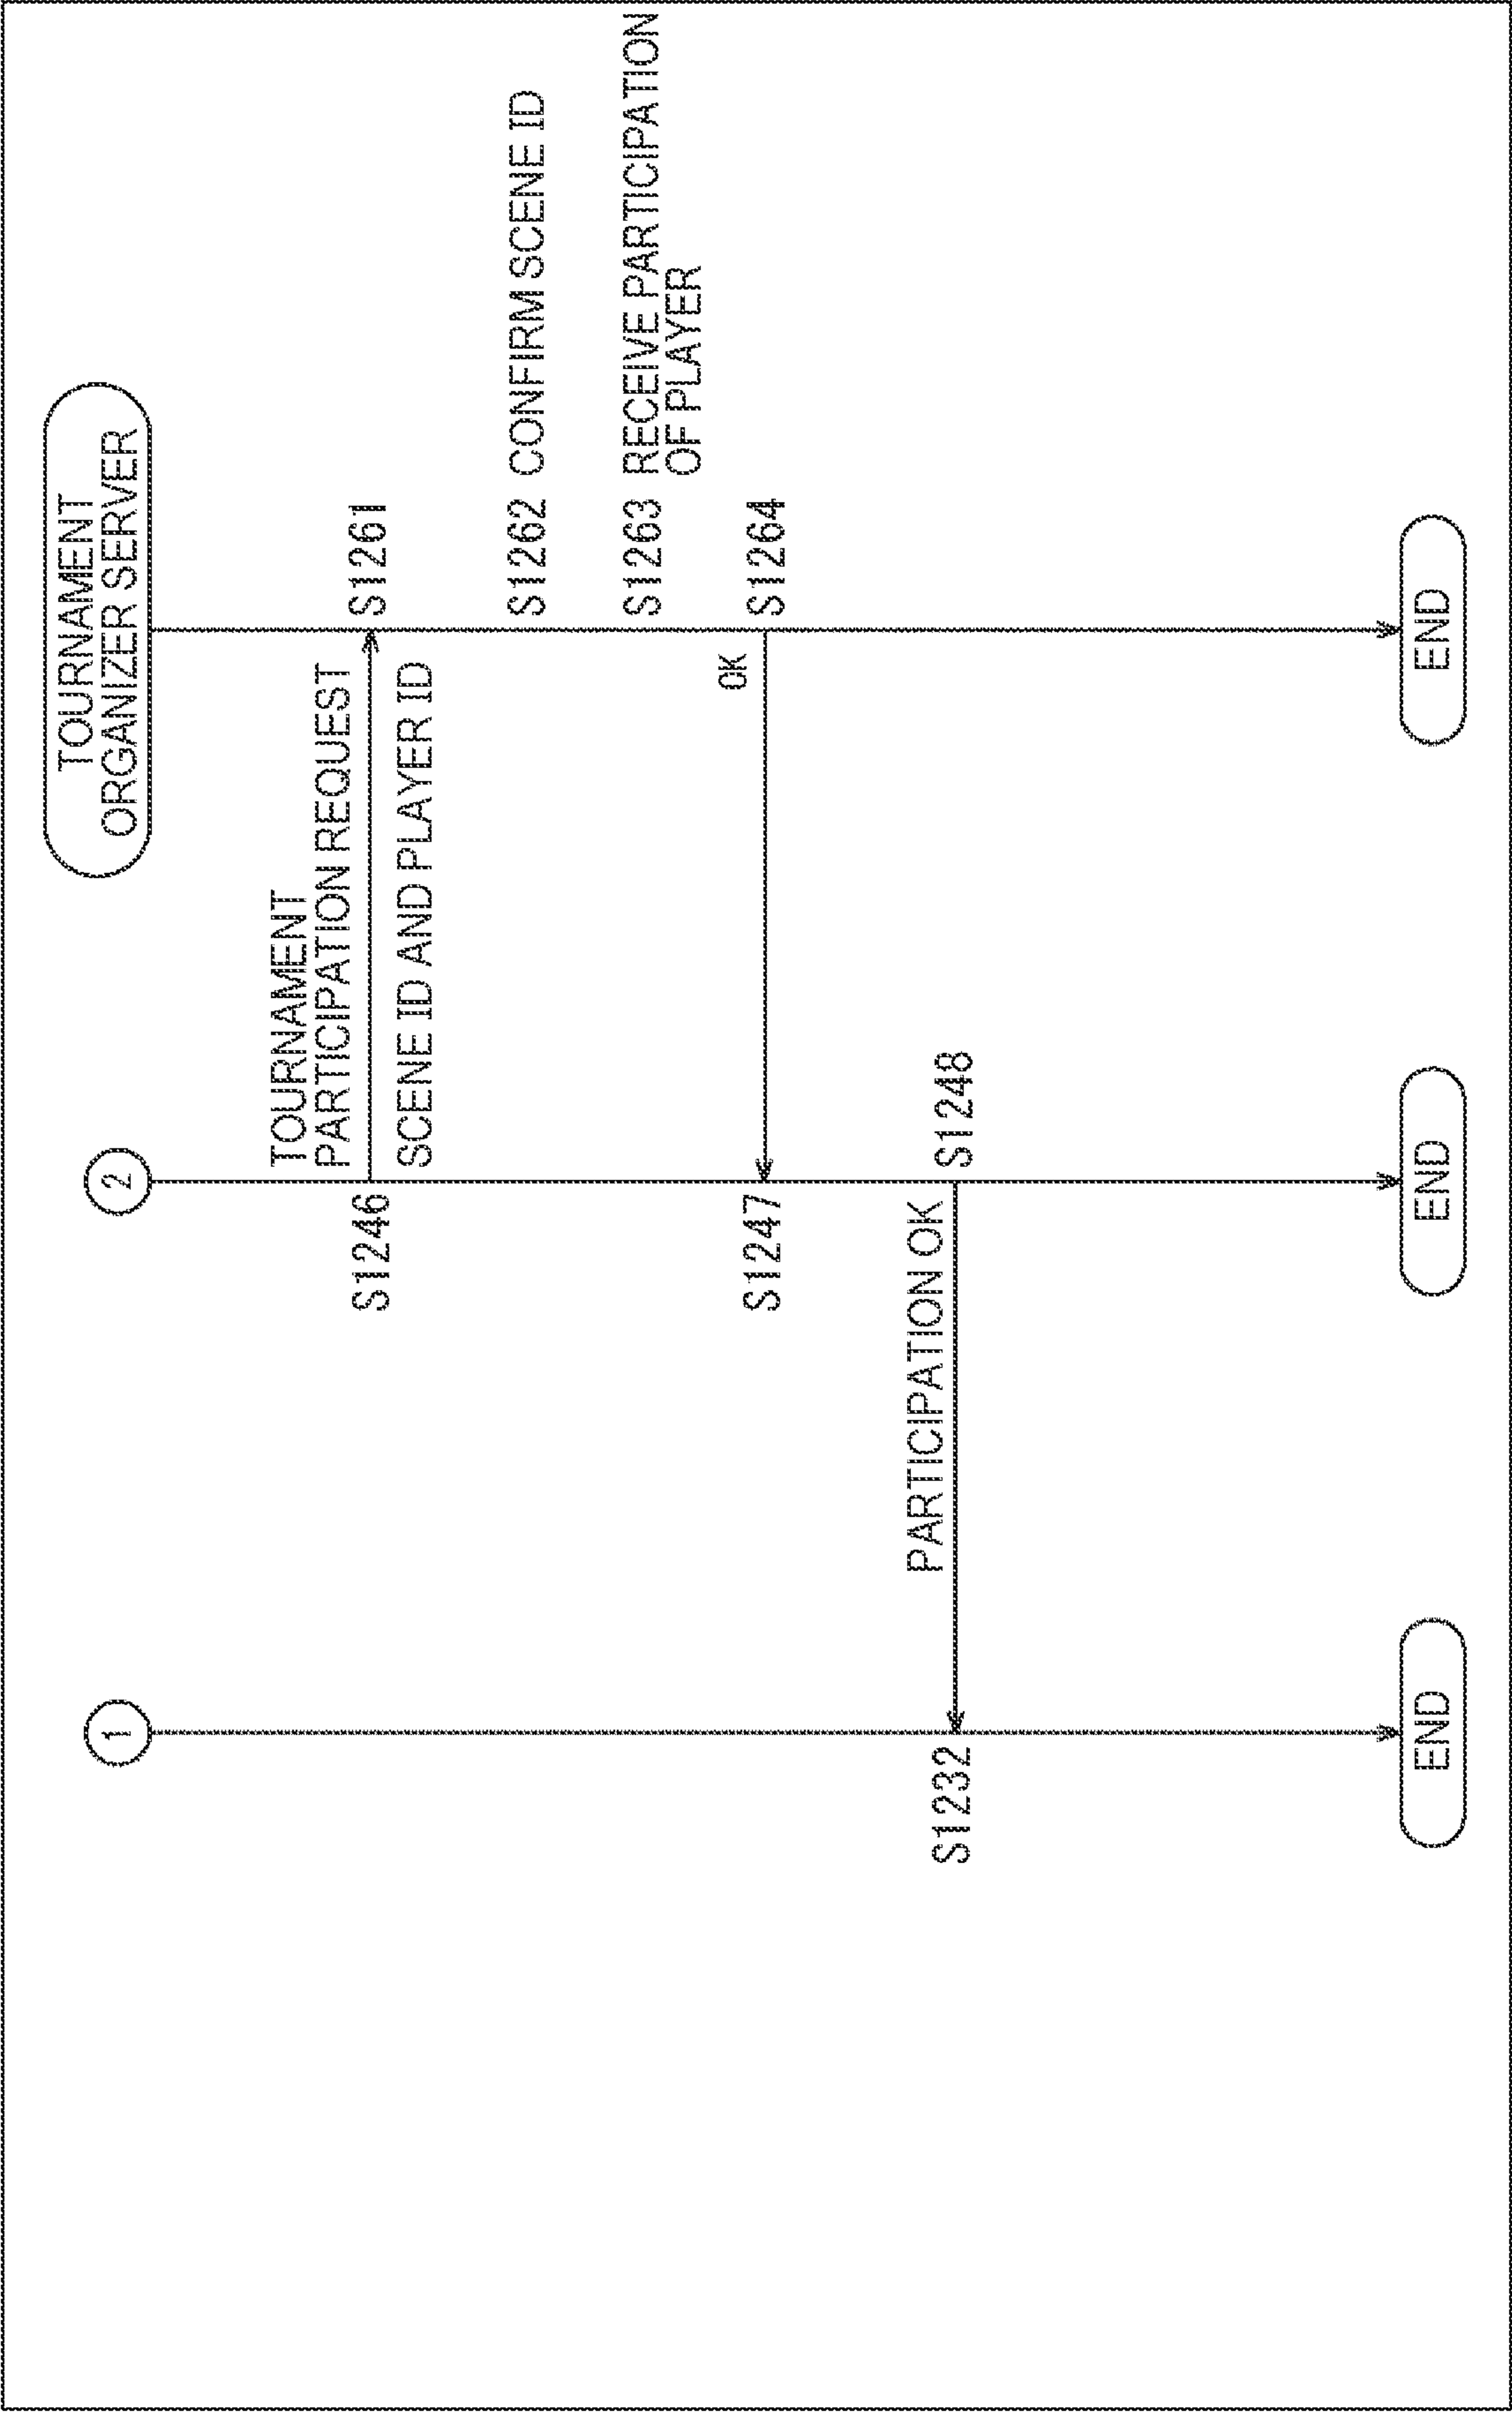 1
2
TOURNAMENT
ORGANIZER SERVER
TOURNAMENT
PARTICIPATION REQUEST
S1246
S1261
SCENE ID AND PLAYER ID
S1262 CONFIRM SCENE ID
S1263 RECEIVE PARTICIPATION
OF PLAYER
OK
S1247
S1264
PARTICIPATION OK
S1232
S1248
END
END
END